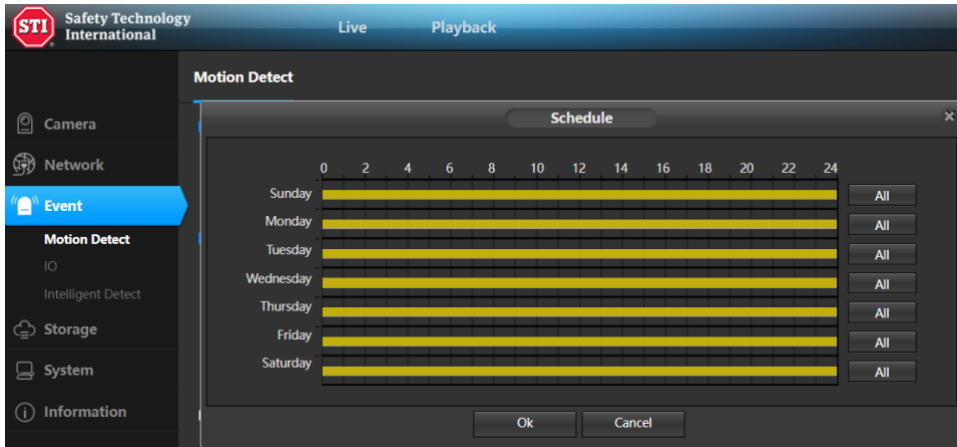 STI
Safety Technology
International
Live Playback
Motion Detect
Camera
Network
Event
Motion Detect
IO
Intelligent Detect
Storage
System
Information
Schedule
0 2 4 6 8 10 12 14 16 18 20 22 24
Sunday All
Monday All
Tuesday All
Wednesday All
Thursday All
Friday All
Saturday All
Ok Cancel